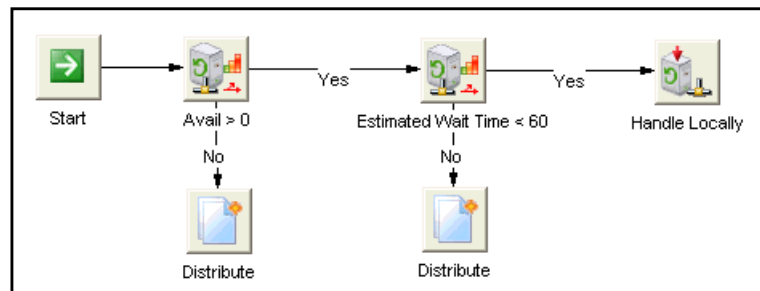 Start
Avail > 0
Yes
Estimated Wait Time < 60
Yes
Handle Locally
No
Distribute
No
Distribute